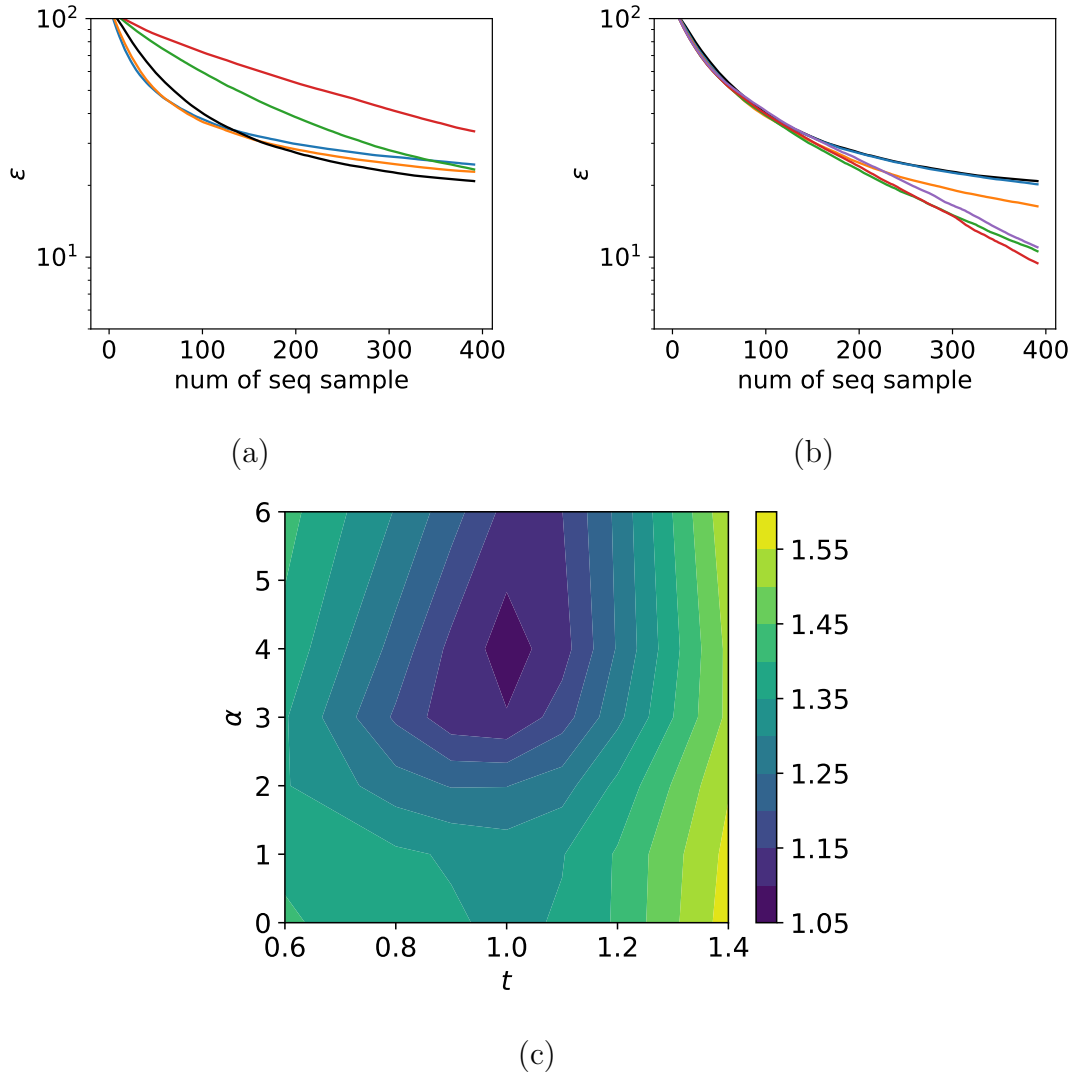 10²
10¹
ε
0 100 200 300 400
num of seq sample
(a)
10²
10¹
ε
0 100 200 300 400
num of seq sample
(b)
6
5
4
3
2
1
0
α
0.6 0.8 1.0 1.2 1.4
t
1.55
1.45
1.35
1.25
1.15
1.05
(c)